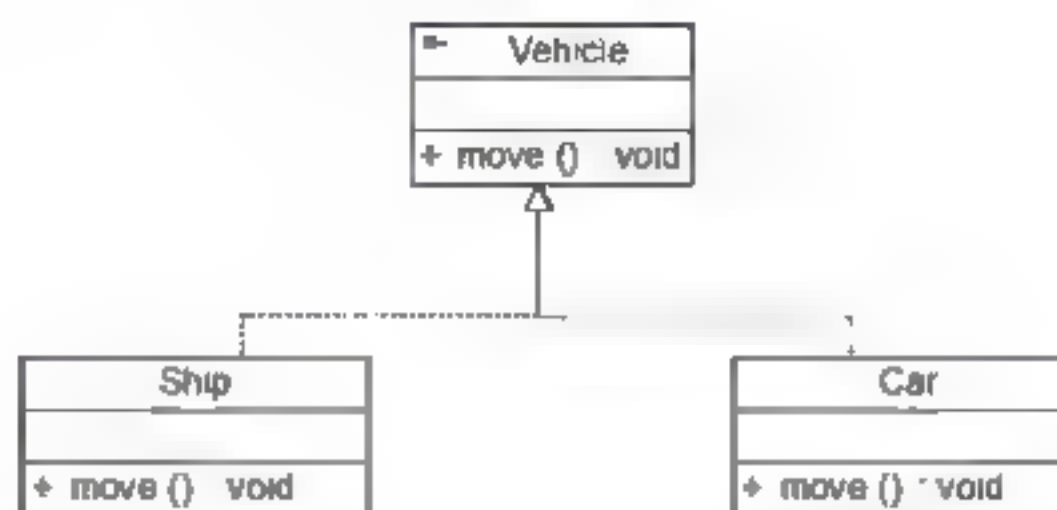 Vehicle
+ move () void
Ship
Car
+ move () void
+ move () : void